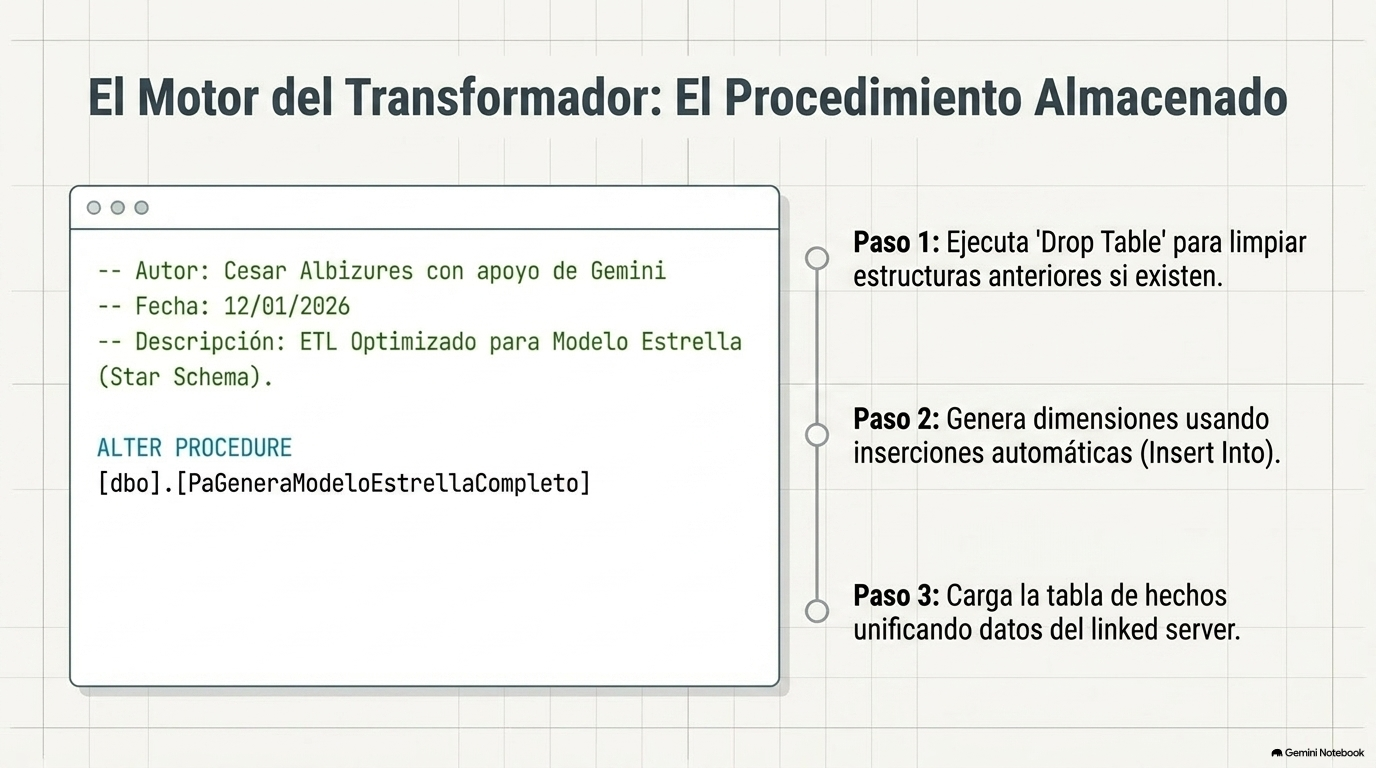 El Motor del Transformador: El Procedimiento Almacenado
-- Autor: Cesar Albizures con apoyo de Gemini
-- Fecha: 12/01/2026
-- Descripción: ETL Optimizado para Modelo Estrella
(Star Schema).
ALTER PROCEDURE
[dbo].[PaGeneraModeloEstrellaCompleto]
Paso 1: Ejecuta 'Drop Table' para limpiar
estructuras anteriores si existen.
Paso 2: Genera dimensiones usando
inserciones automáticas (Insert Into).
Paso 3: Carga la tabla de hechos
unificando datos del linked server.
Gemini Notebook